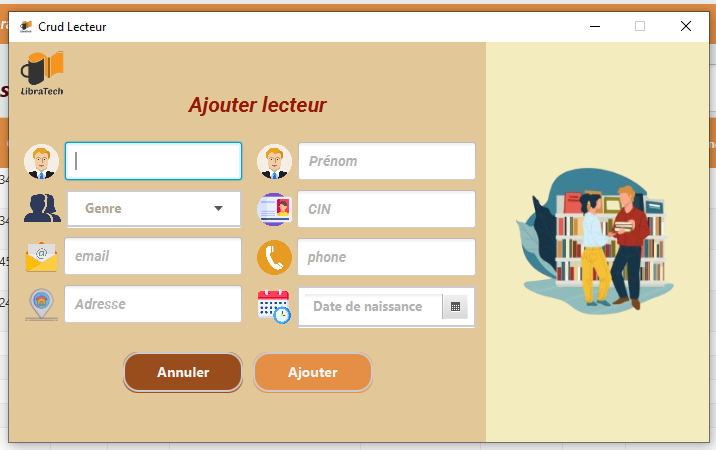 Crud Lecteur
LibraTech
Ajouter lecteur
Prénom
Genre
CIN
email
phone
Adresse
Date de naissance
Annuler
Ajouter